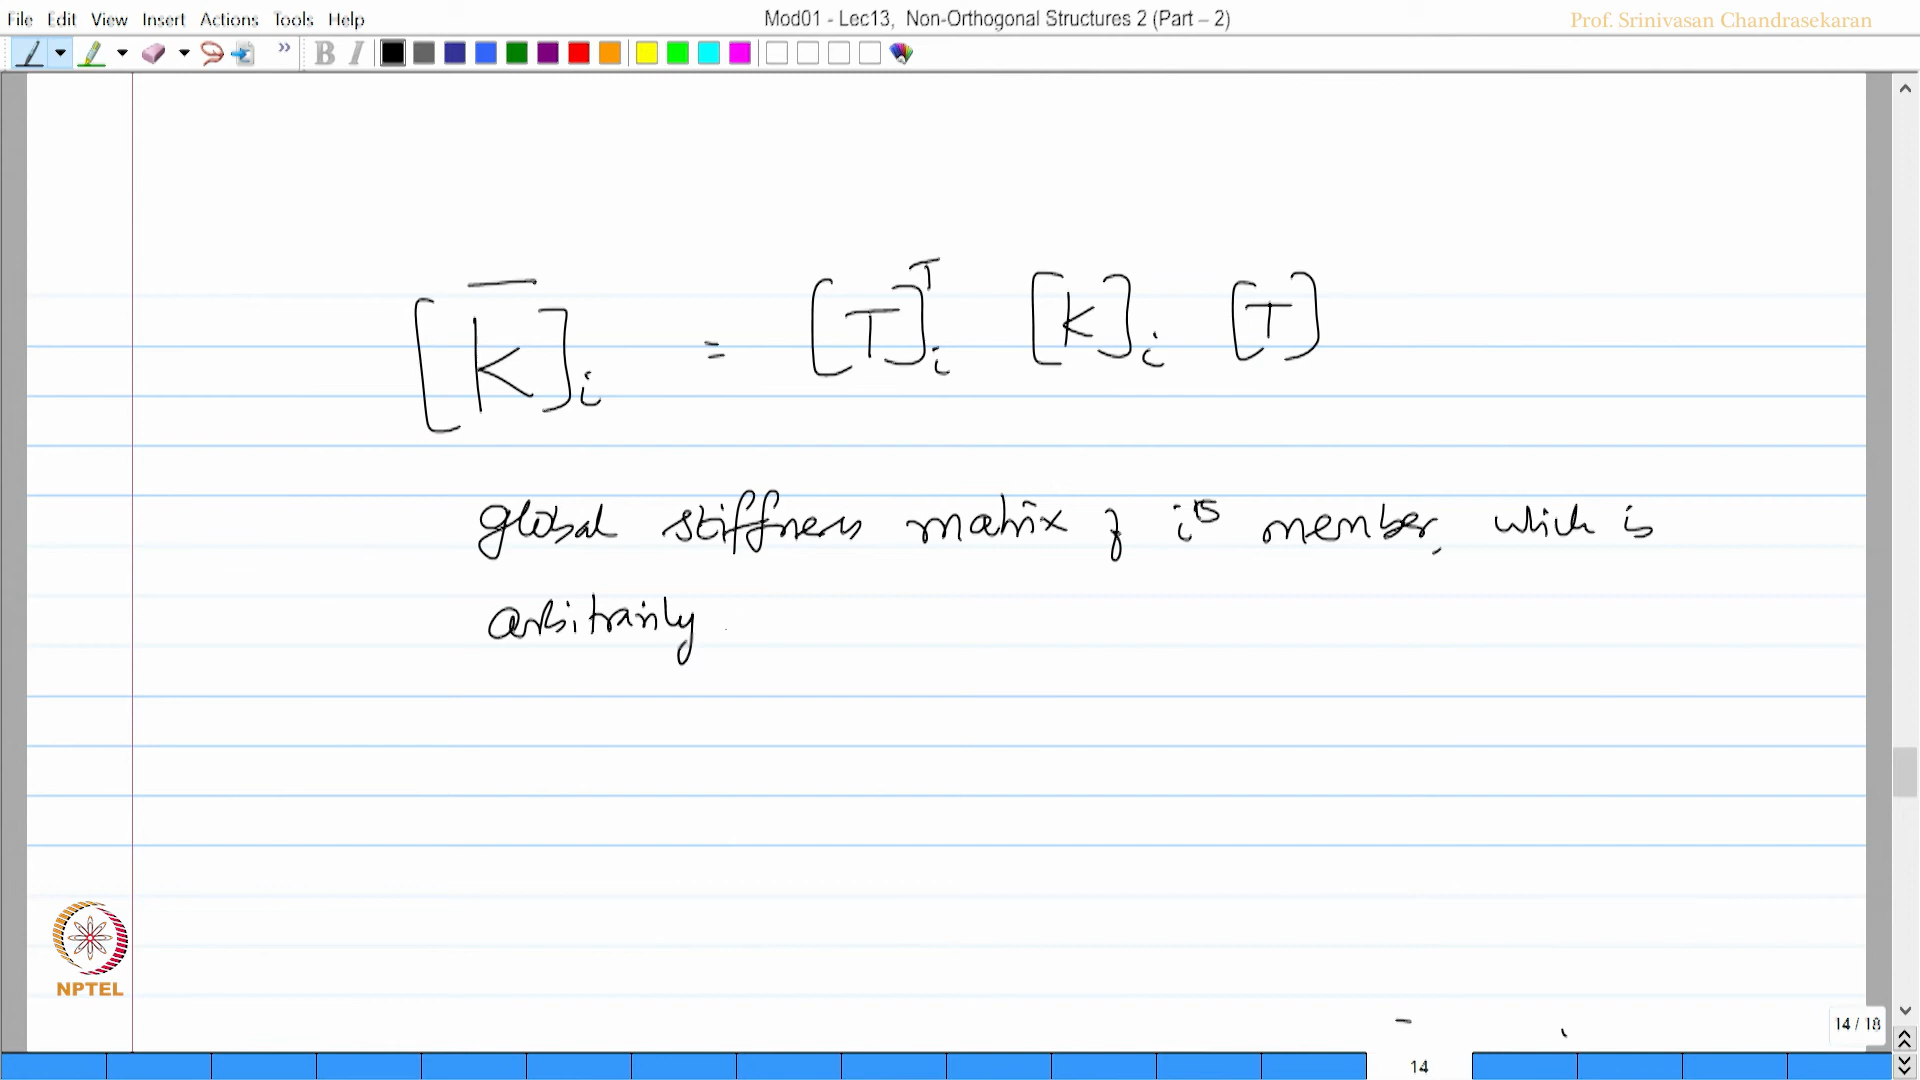 File Edit View Insert Actions Tools Help
Mod01 - Lec13, Non-Orthogonal Structures 2 (Part – 2)
Prof. Srinivasan Chandrasekaran
» B I
[K̅]i = [T]ᵀi [K]i [T]
global stiffness matrix of ith member, which is
arbitrarily
NPTEL
14 / 18
14